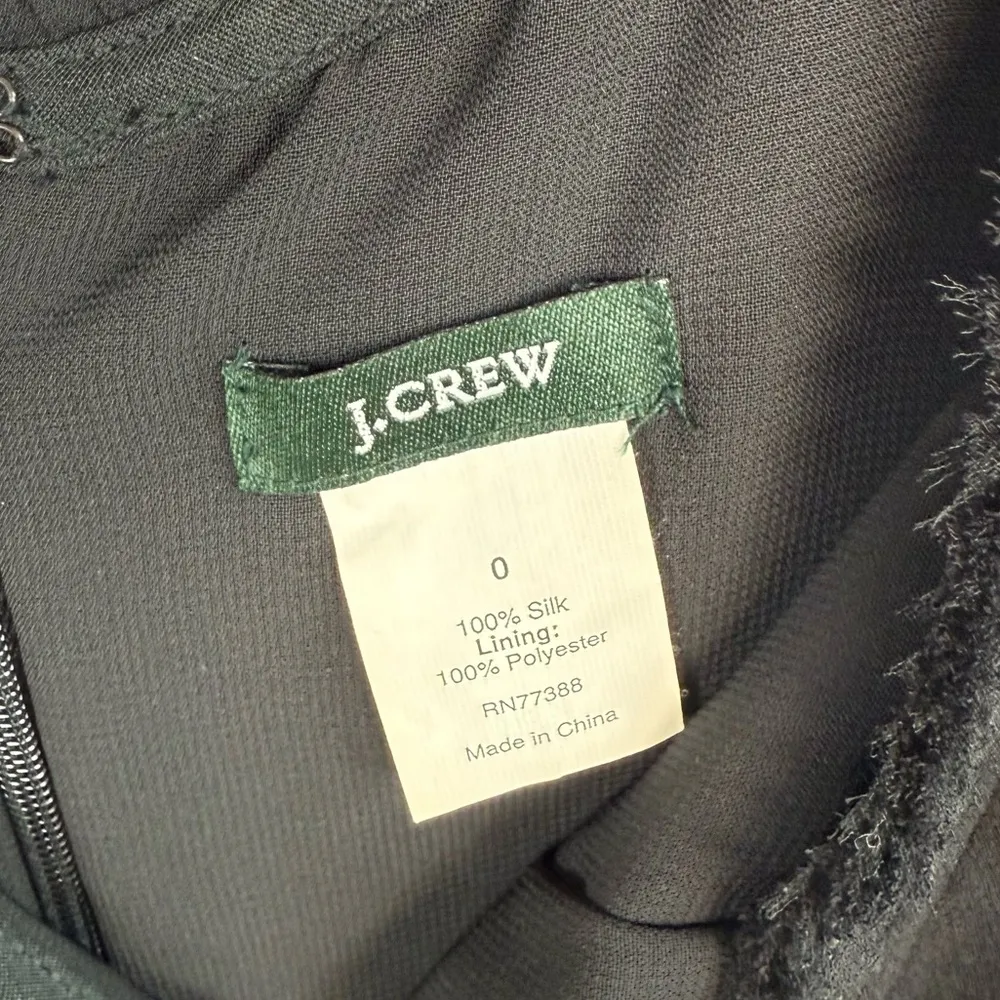 J.CREW
0
100% Silk
Lining:
100% Polyester
RN77388
Made in China